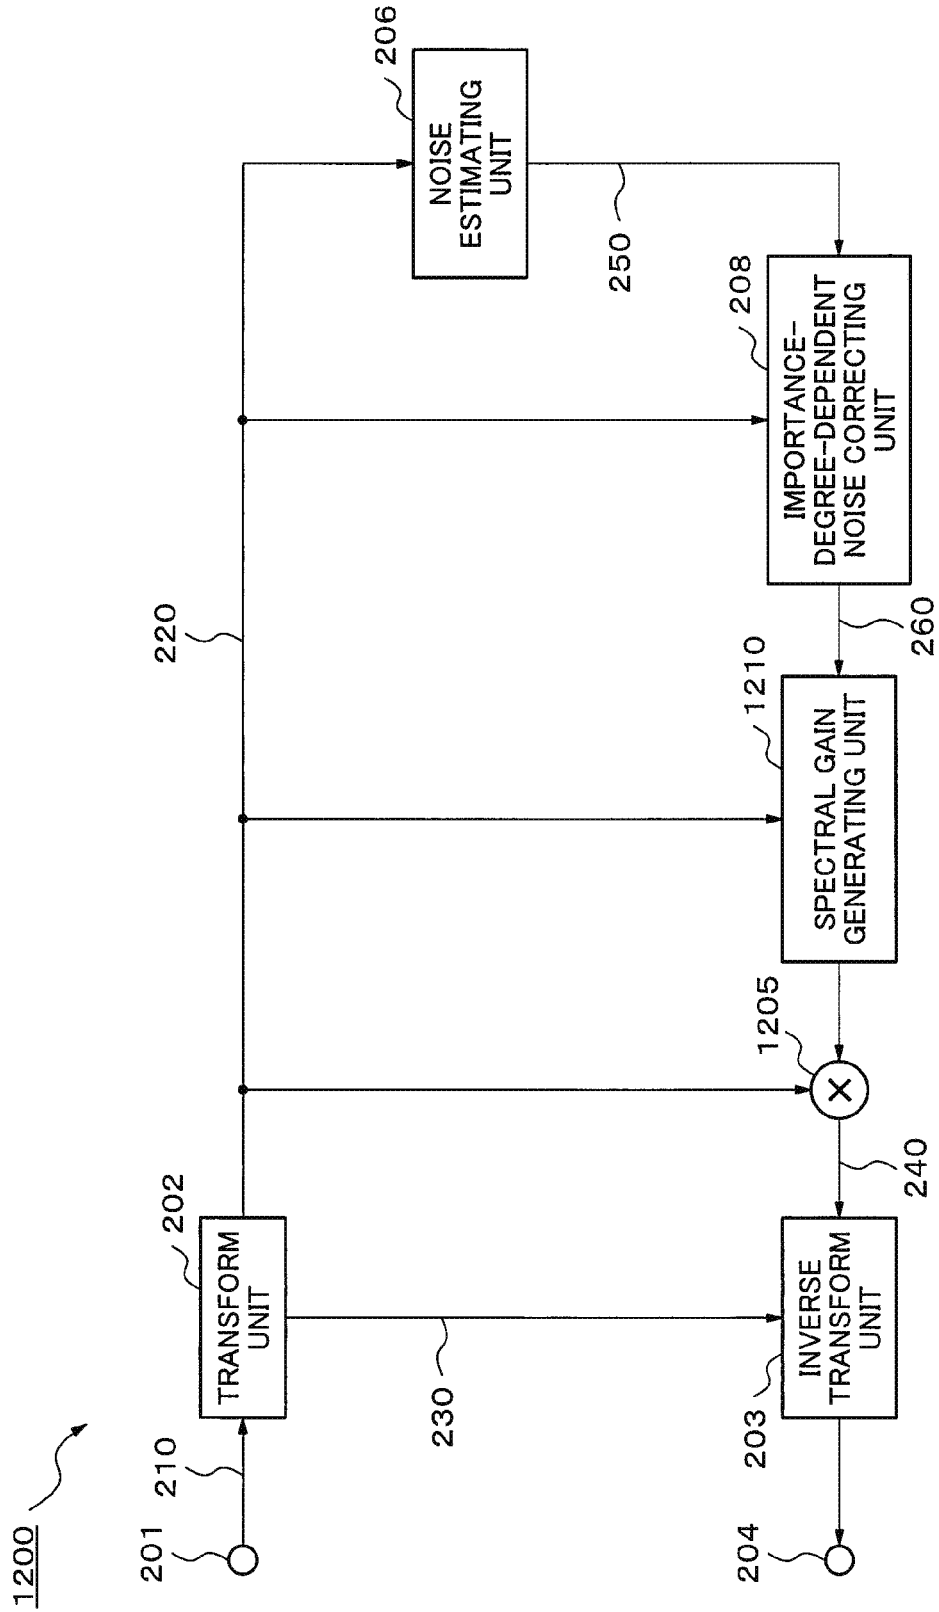 1200
201
210
TRANSFORM
UNIT
202
220
230
NOISE
ESTIMATING
UNIT
206
250
204
203
INVERSE
TRANSFORM
UNIT
240
1205
×
SPECTRAL GAIN
GENERATING UNIT
1210
260
IMPORTANCE-
DEGREE-DEPENDENT
NOISE CORRECTING
UNIT
208